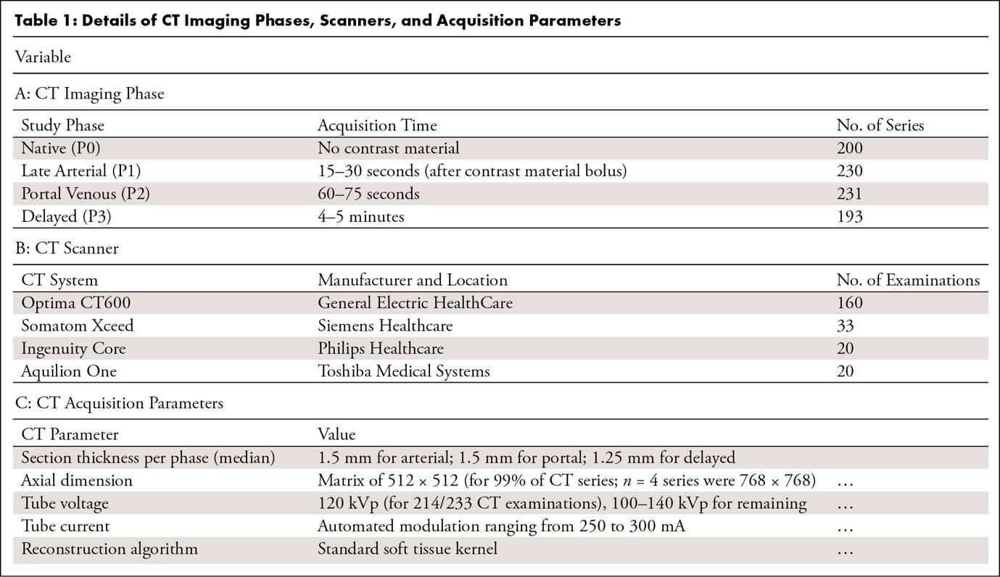 Table 1: Details of CT Imaging Phases, Scanners, and Acquisition Parameters
Variable
A: CT Imaging Phase
Study Phase Acquisition Time No. of Series
Native (P0) No contrast material 200
Late Arterial (P1) 15–30 seconds (after contrast material bolus) 230
Portal Venous (P2) 60–75 seconds 231
Delayed (P3) 4–5 minutes 193
B: CT Scanner
CT System Manufacturer and Location No. of Examinations
Optima CT600 General Electric HealthCare 160
Somatom Xceed Siemens Healthcare 33
Ingenuity Core Philips Healthcare 20
Aquilion One Toshiba Medical Systems 20
C: CT Acquisition Parameters
CT Parameter Value
Section thickness per phase (median) 1.5 mm for arterial; 1.5 mm for portal; 1.25 mm for delayed
Axial dimension Matrix of 512 × 512 (for 99% of CT series; n = 4 series were 768 × 768) …
Tube voltage 120 kVp (for 214/233 CT examinations), 100–140 kVp for remaining …
Tube current Automated modulation ranging from 250 to 300 mA …
Reconstruction algorithm Standard soft tissue kernel …